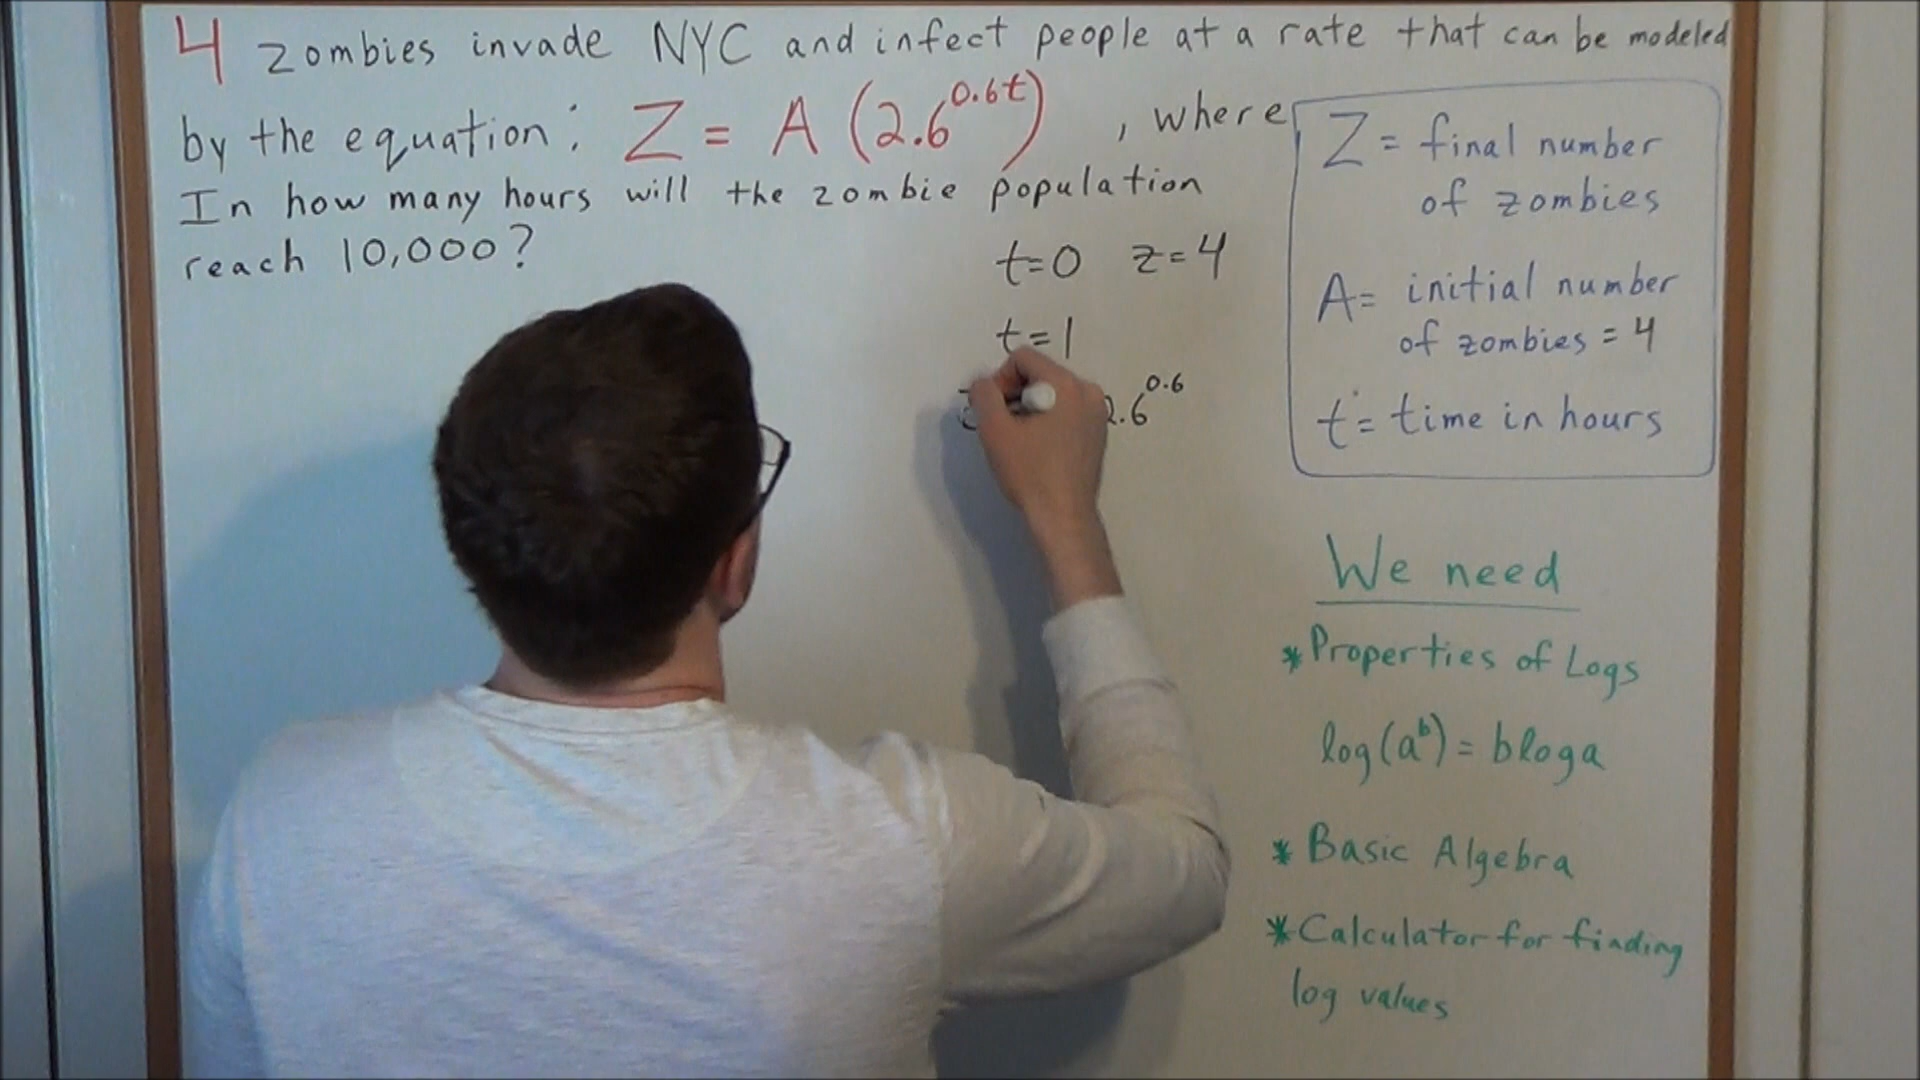 4 zombies invade NYC and infect people at a rate that can be modeled
by the equation: Z = A (2.6^0.6t) , where
In how many hours will the zombie population
reach 10,000?
t=0 z=4
t=1
2.6^0.6
Z = final number
of zombies
A = initial number
of zombies = 4
t = time in hours
We need
* Properties of Logs
log(a^b) = b log a
* Basic Algebra
* Calculator for finding
log values